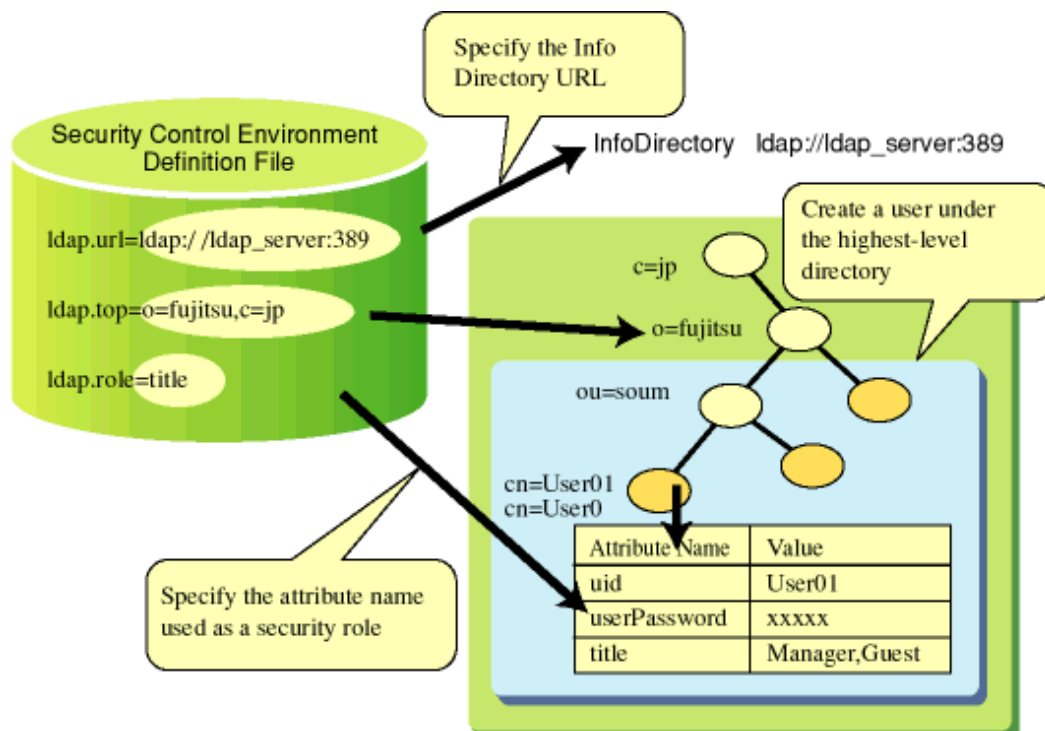 Specify the Info
Directory URL
Security Control Environment
Definition File
InfoDirectory ldap://ldap_server:389
ldap.url=ldap:/ /ldap_server:389
ldap.top=o=fujitsu,c=jp
ldap.role=title
Create a user under
the highest-level
directory
c=jp
o=fujitsu
ou=soum
cn=User01
cn=User0
Attribute Name Value
uid User01
userPassword xxxxx
title Manager,Guest
Specify the attribute name
used as a security role